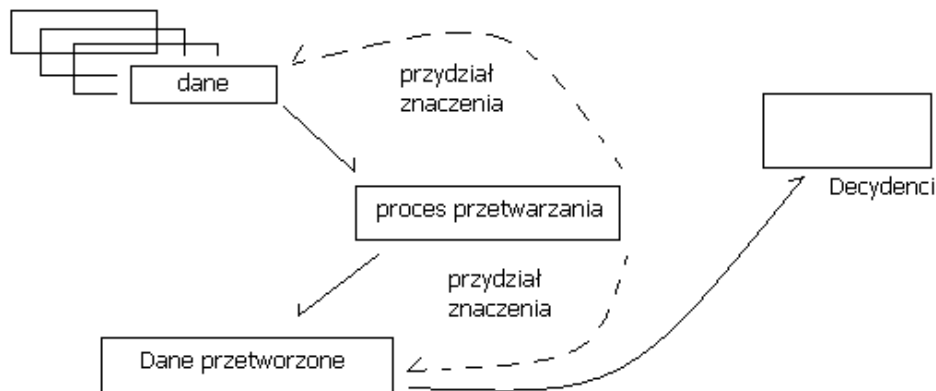 dane
przydział
znaczenia
Decydenci
proces przetwarzania
przydział
znaczenia
Dane przetworzone